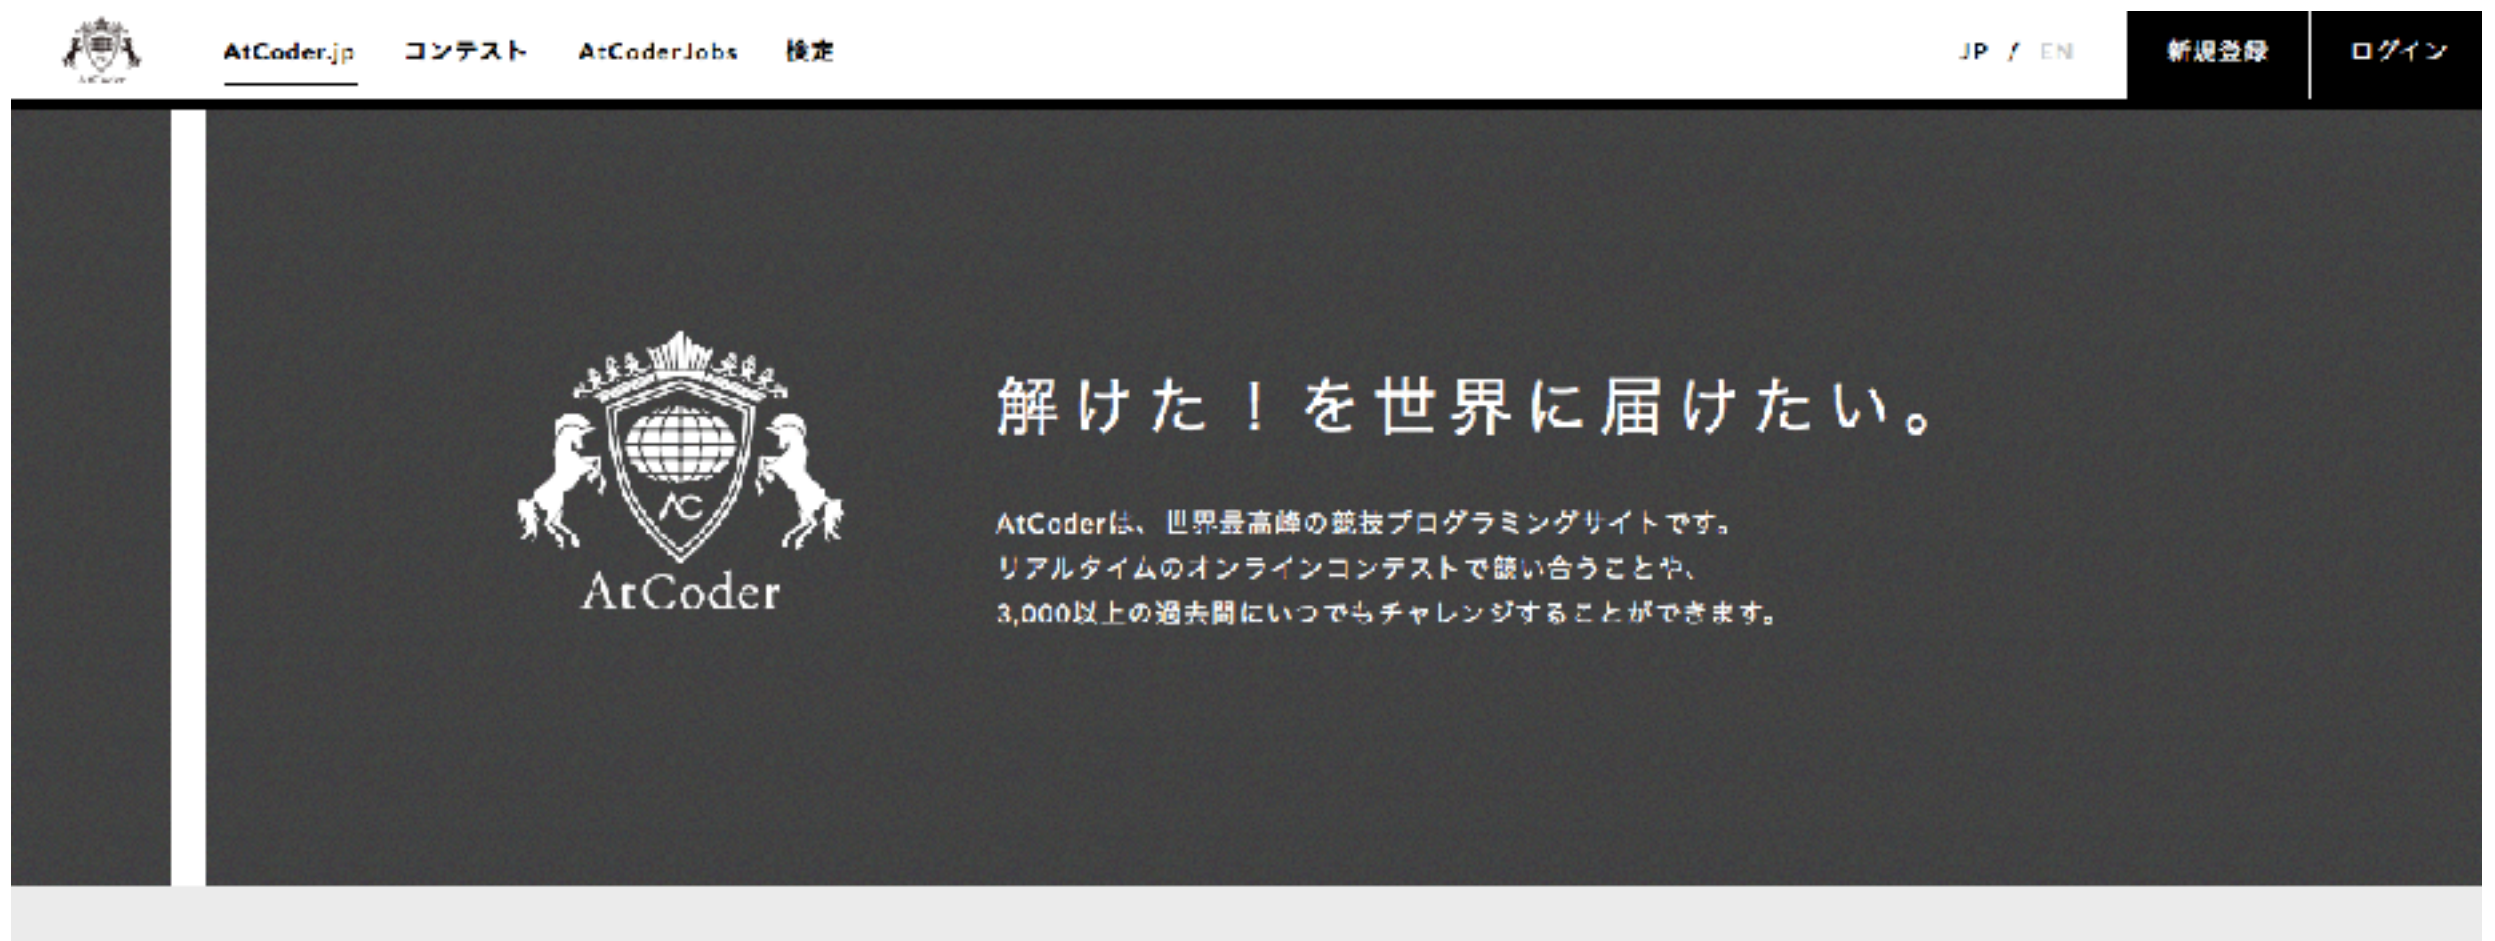 AtCoder
AtCoder.jp コンテスト AtCoderJobs 検定 JP / EN 新規登録 ログイン
AC
AtCoder
解けた！を世界に届けたい。
AtCoderは、世界最高峰の競技プログラミングサイトです。
リアルタイムのオンラインコンテストで競い合うことや、
3,000以上の過去問にいつでもチャレンジすることができます。